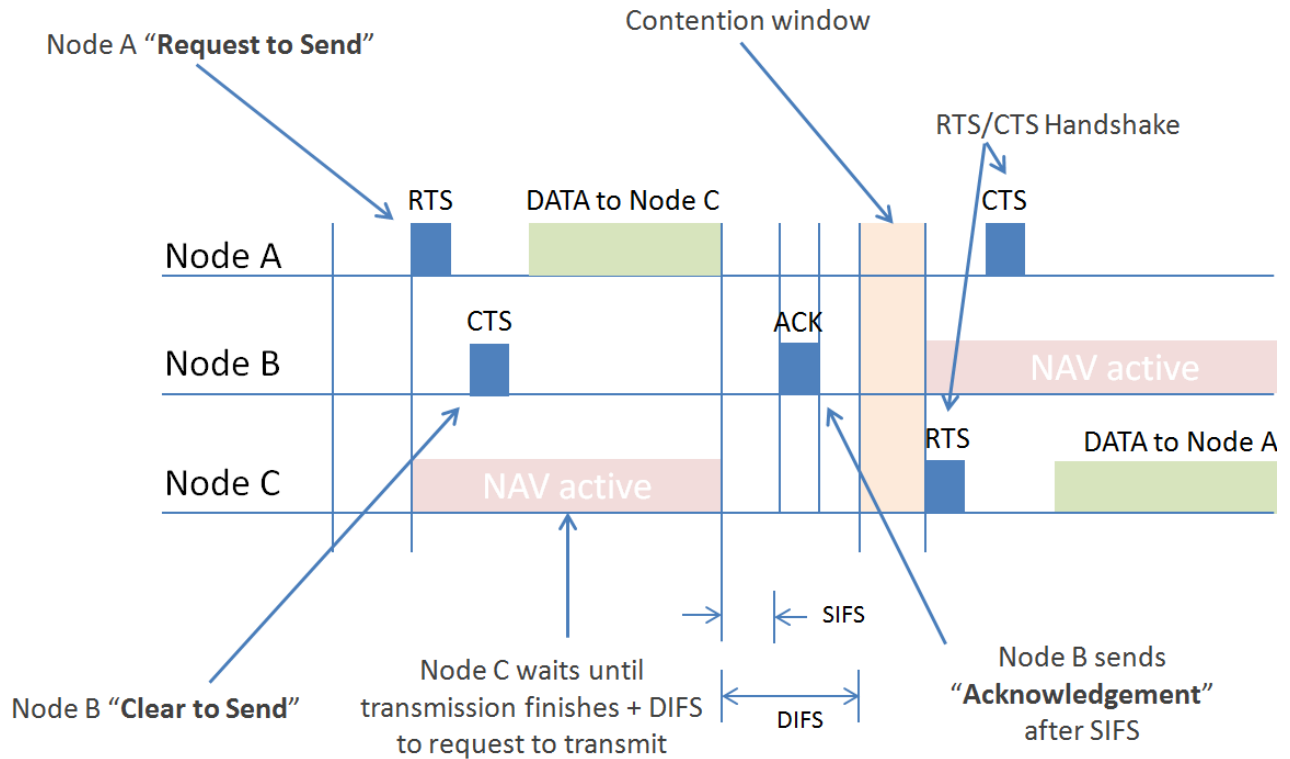 Contention window
Node A “Request to Send”
RTS/CTS Handshake
RTS
DATA to Node C
CTS
Node A
CTS
ACK
Node B
NAV active
RTS
DATA to Node A
Node C
NAV active
SIFS
Node C waits until
transmission finishes + DIFS
to request to transmit
DIFS
Node B sends
“Acknowledgement”
after SIFS
Node B “Clear to Send”